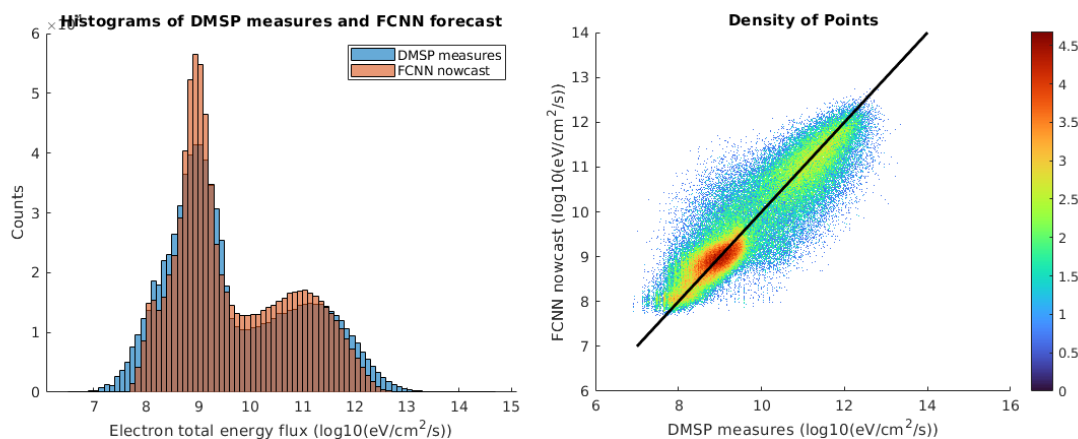 Histograms of DMSP measures and FCNN forecast
6
DMSP measures
FCNN nowcast
5
4
3
2
1
0
Counts
7 8 9 10 11 12 13 14 15
Electron total energy flux (log10(eV/cm²/s))
Density of Points
14
13
12
11
10
9
8
7
6
FCNN nowcast (log10(eV/cm²/s))
6 8 10 12 14 16
DMSP measures (log10(eV/cm²/s))
4.5
4
3.5
3
2.5
2
1.5
1
0.5
0